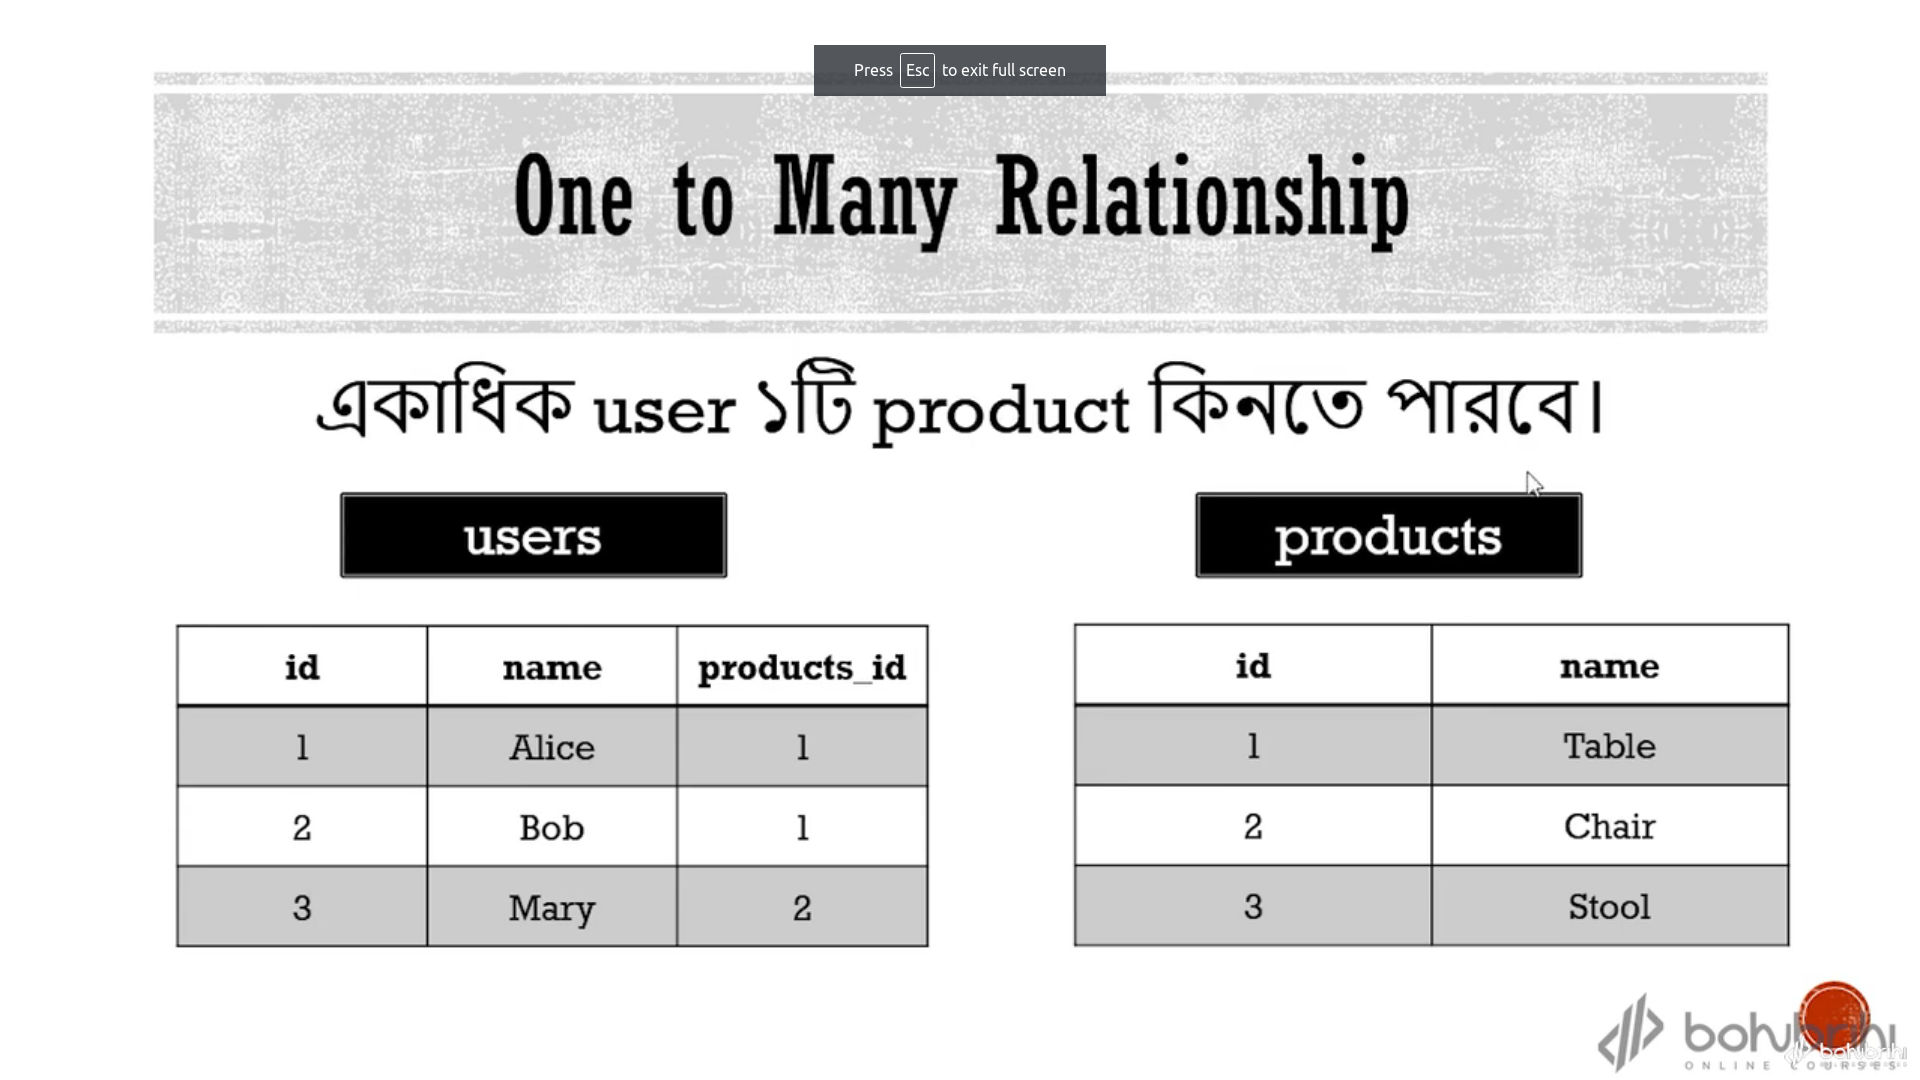 Press Esc to exit full screen
One to Many Relationship
একাধিক user ১টি product কিনতে পারবে।
users
products
id name products_id
1 Alice 1
2 Bob 1
3 Mary 2
id name
1 Table
2 Chair
3 Stool
bohubrihi
ONLINE COURSES
bohubrihi